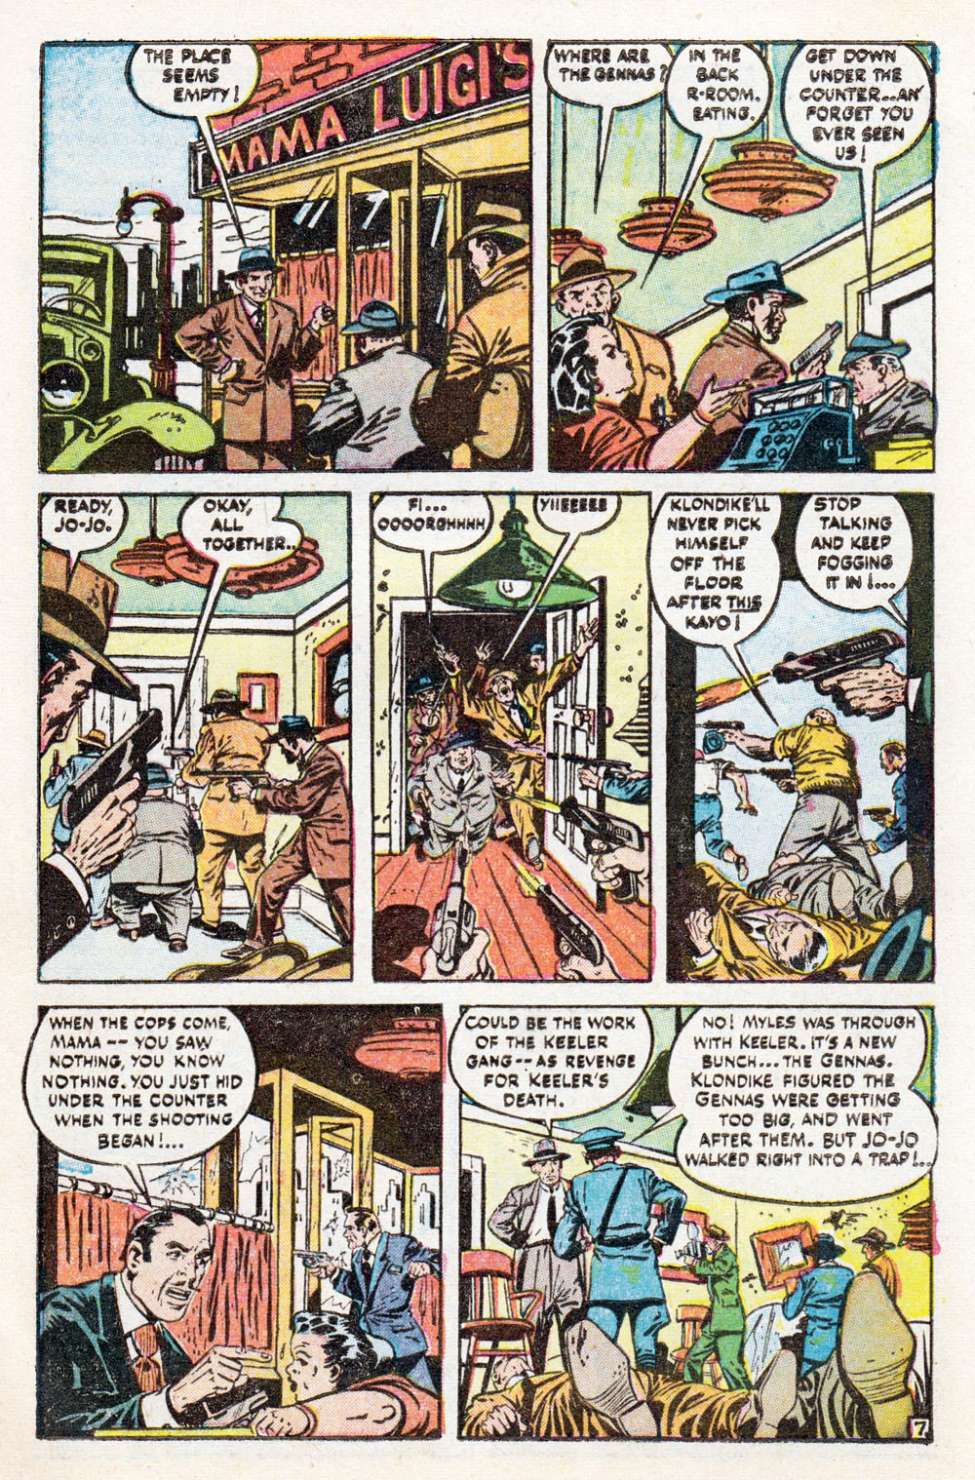 THE PLACE
SEEMS
EMPTY!
MAMA LUIGI'S
WHERE ARE
THE GENNAS?
IN THE
BACK
R-ROOM.
EATING.
GET DOWN
UNDER THE
COUNTER...AN'
FORGET YOU
EVER SEEN
US!
READY,
JO-JO.
OKAY,
ALL
TOGETHER..
FI...
OOOORGHHHH
YIIEEEEE
KLONDIKE'LL
NEVER PICK
HIMSELF
OFF THE
FLOOR
AFTER THIS
KAYO!
STOP
TALKING
AND KEEP
FOGGING
IT IN!...
WHEN THE COPS COME,
MAMA -- YOU SAW
NOTHING, YOU KNOW
NOTHING. YOU JUST HID
UNDER THE COUNTER
WHEN THE SHOOTING
BEGAN!...
COULD BE THE WORK
OF THE KEELER
GANG -- AS REVENGE
FOR KEELER'S
DEATH.
NO! MYLES WAS THROUGH
WITH KEELER. IT'S A NEW
BUNCH...THE GENNAS.
KLONDIKE FIGURED THE
GENNAS WERE GETTING
TOO BIG, AND WENT
AFTER THEM. BUT JO-JO
WALKED RIGHT INTO A TRAP!...
7